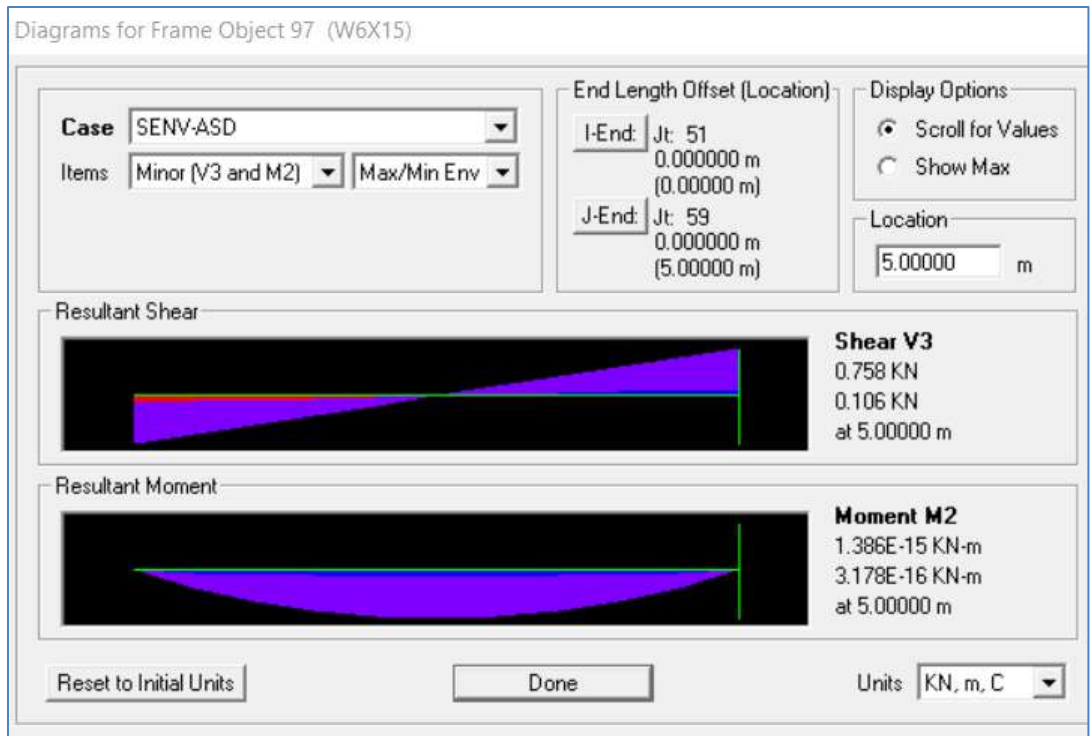 Diagrams for Frame Object 97 (W6X15)
Case SENV-ASD
Items Minor (V3 and M2) Max/Min Env
End Length Offset (Location)
I-End: Jt: 51
0.000000 m
(0.00000 m)
J-End: Jt: 59
0.000000 m
(5.00000 m)
Display Options
Scroll for Values
Show Max
Location
5.00000 m
Resultant Shear
Shear V3
0.758 KN
0.106 KN
at 5.00000 m
Resultant Moment
Moment M2
1.386E-15 KN-m
3.178E-16 KN-m
at 5.00000 m
Reset to Initial Units Done Units KN, m, C